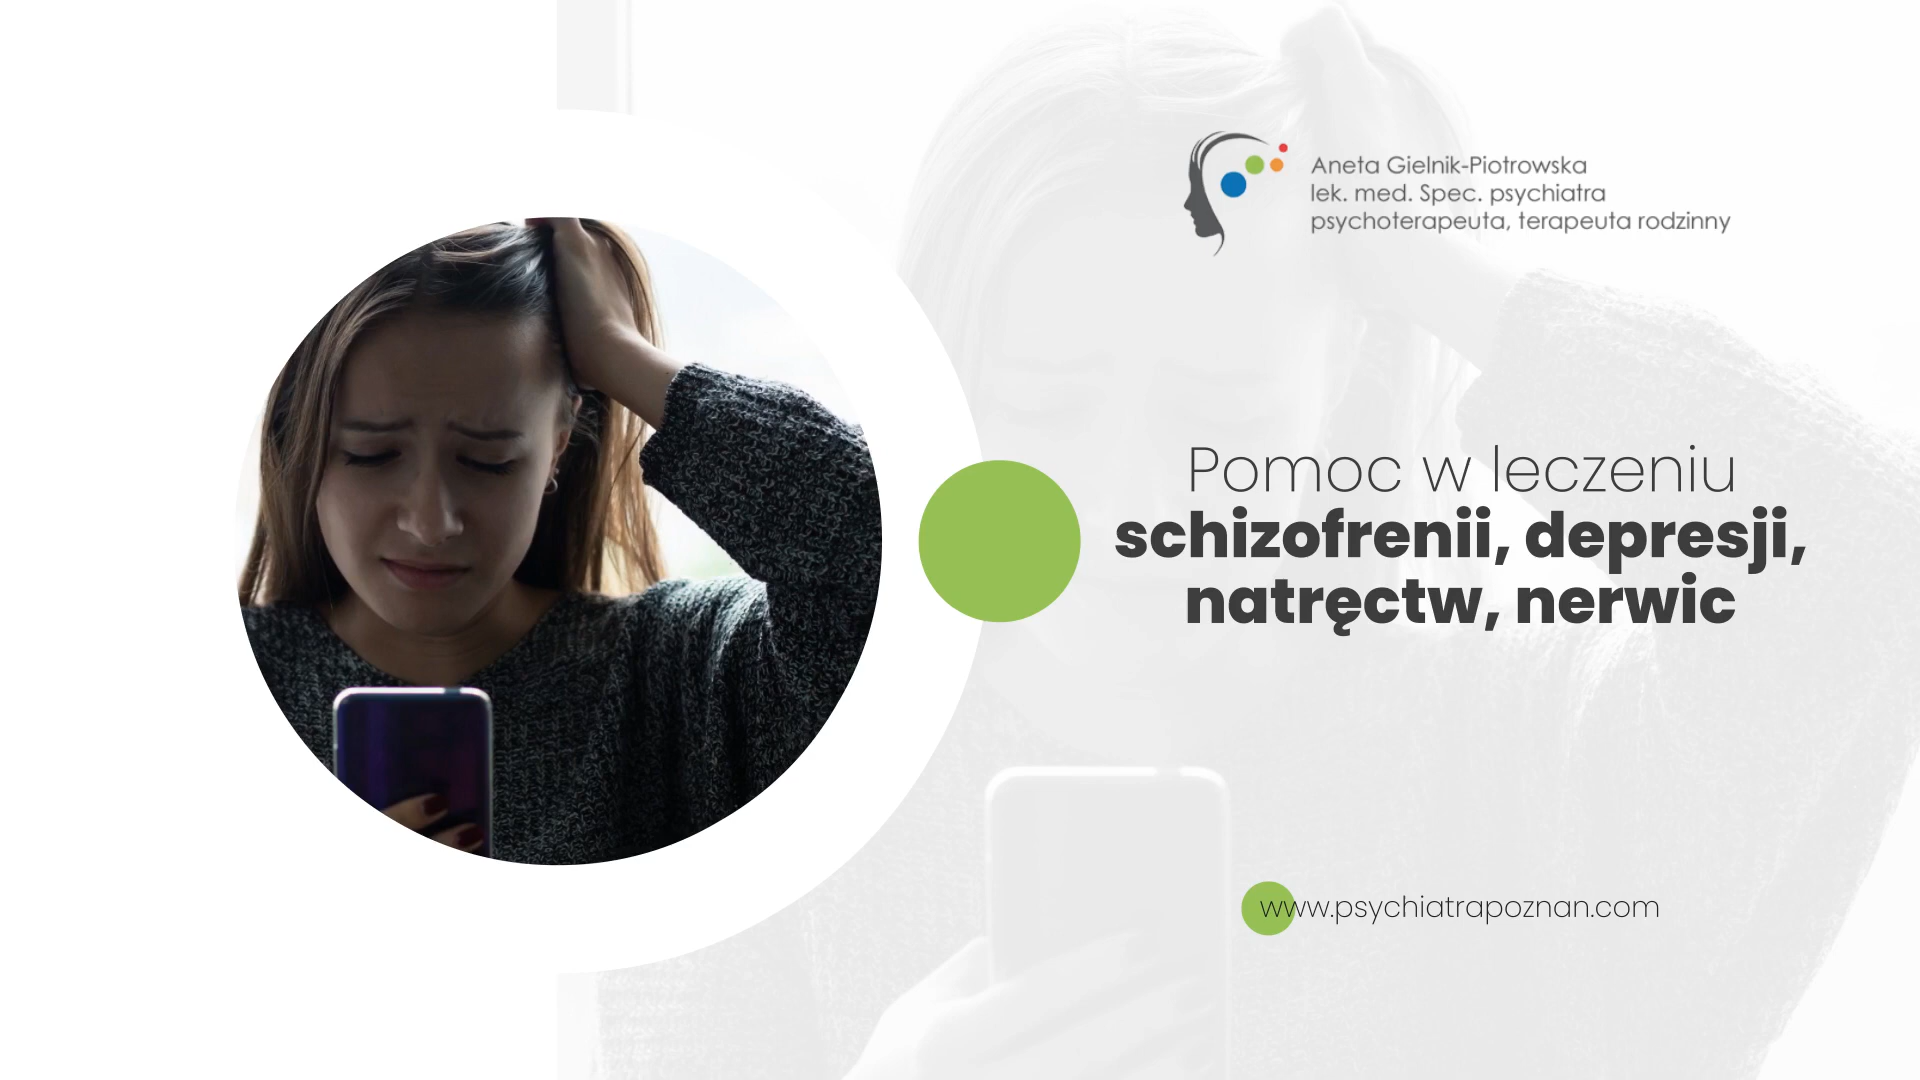 Aneta Gielnik-Piotrowska
lek. med. Spec. psychiatra
psychoterapeuta, terapeuta rodzinny
Pomoc w leczeniu
schizofrenii, depresji,
natręctw, nerwic
www.psychiatrapoznan.com